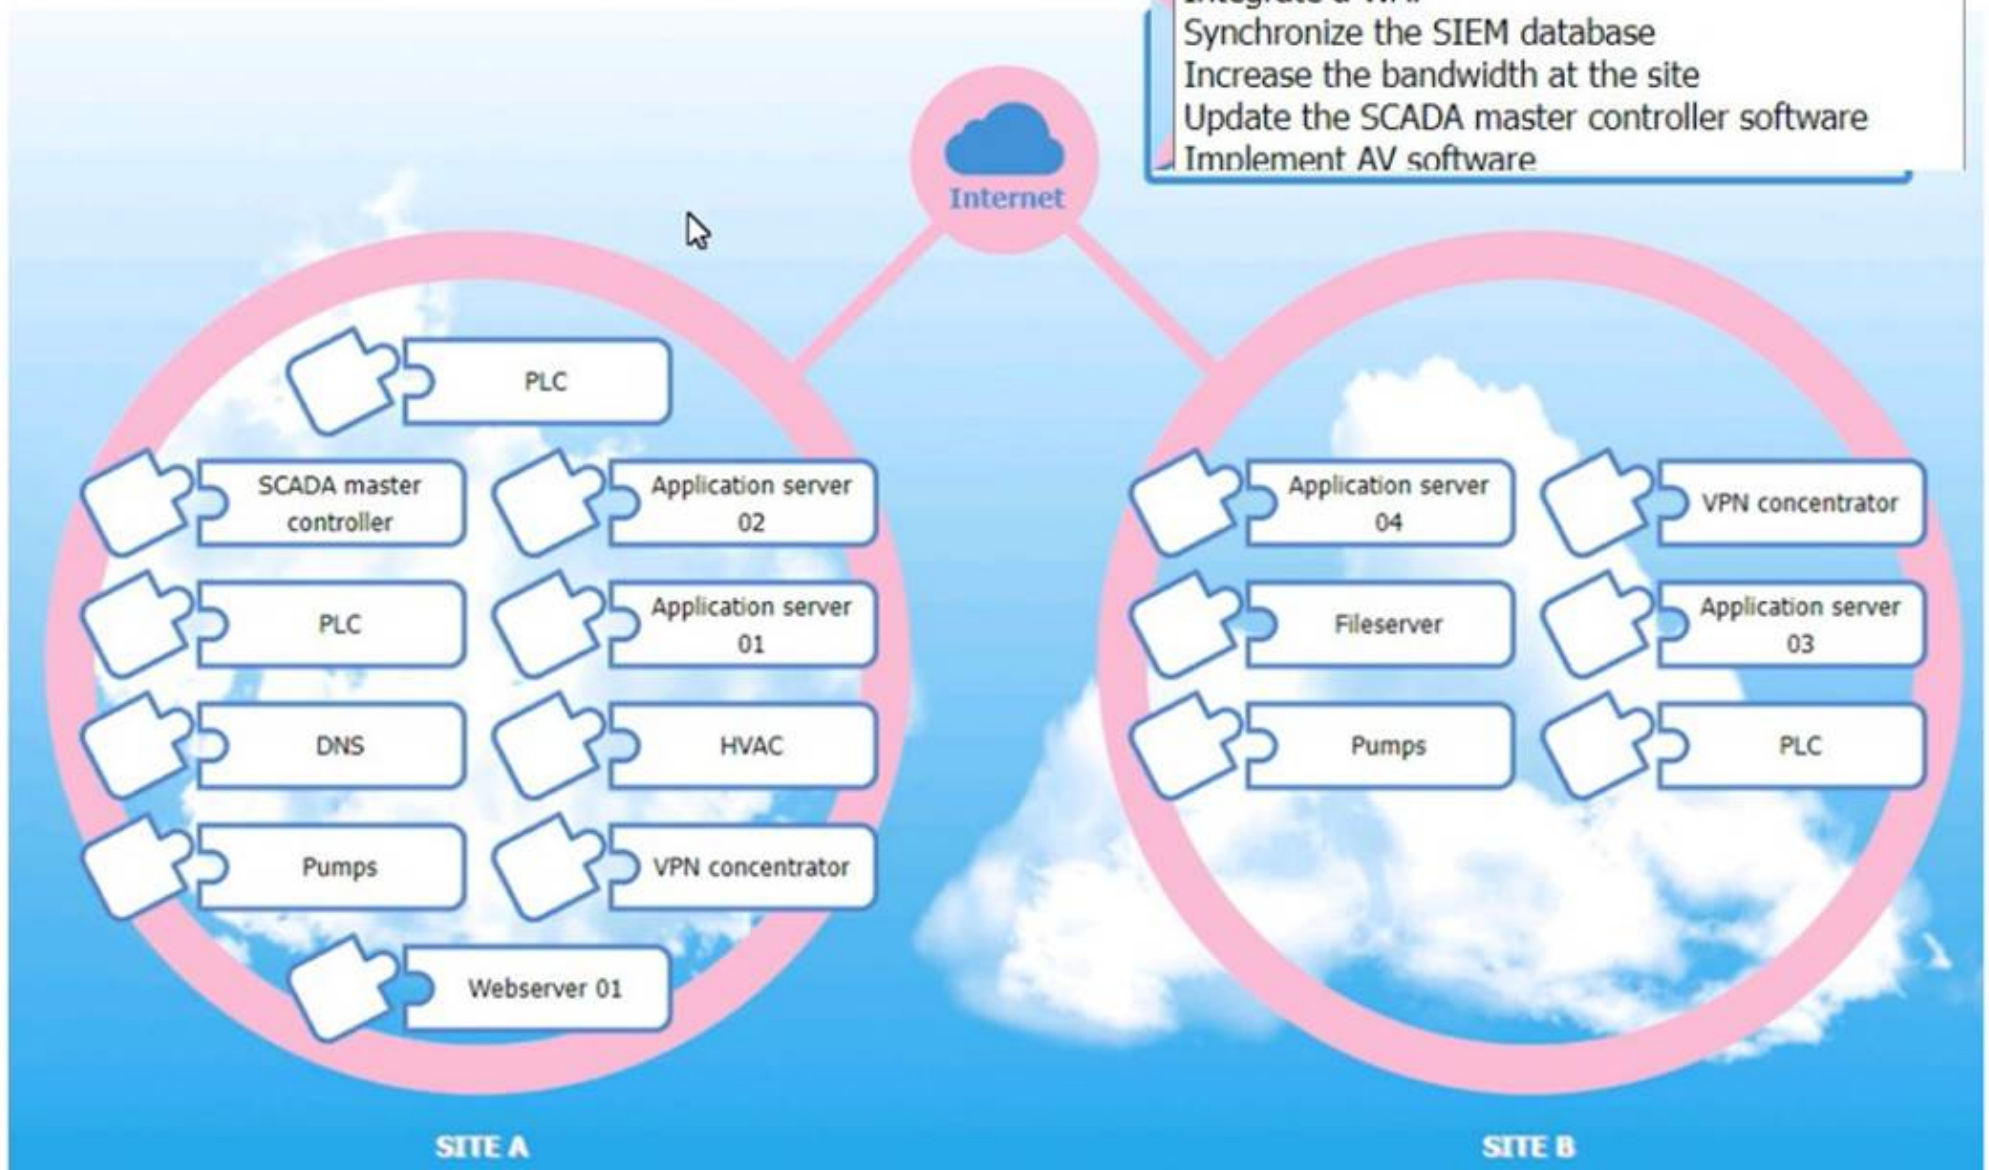 Integrate a
Synchronize the SIEM database
Increase the bandwidth at the site
Update the SCADA master controller software
Implement AV software
Internet
PLC
SCADA master
controller
Application server
02
PLC
Application server
01
DNS
HVAC
Pumps
VPN concentrator
Webserver 01
Application server
04
VPN concentrator
Fileserver
Application server
03
Pumps
PLC
SITE A
SITE B